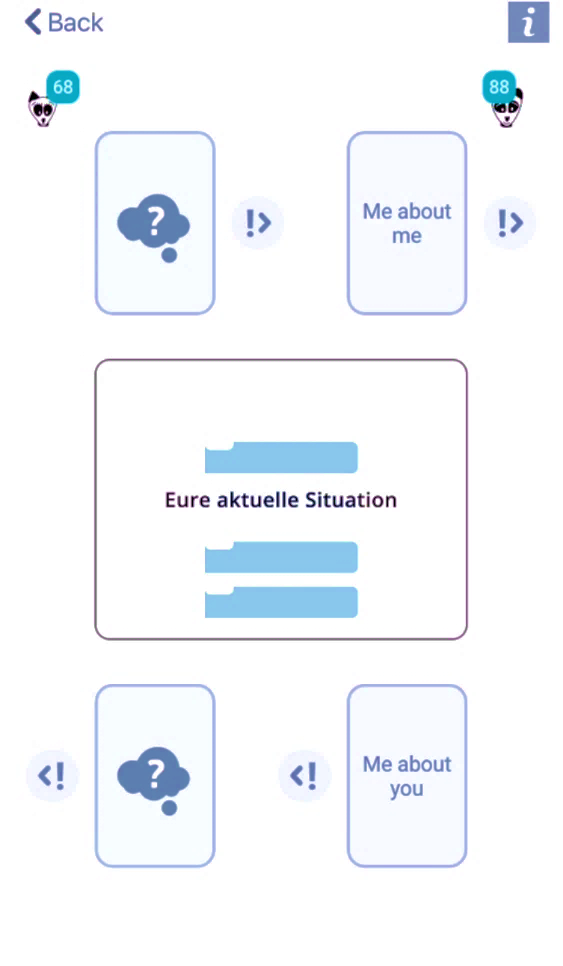 Back
i
68
88
?
!>
Me about
me
!>
Eure aktuelle Situation
<!
?
<!
Me about
you